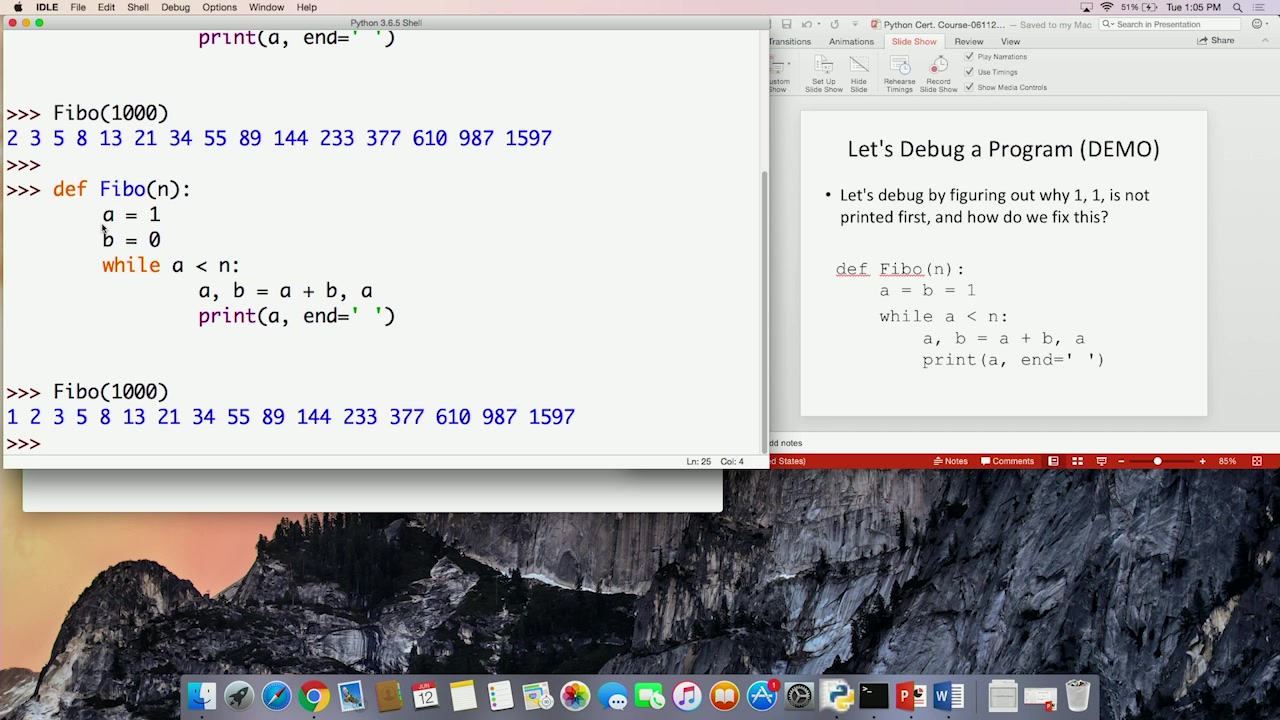 IDLE File Edit Shell Debug Options Window Help
51% Tue 1:05 PM
Python 3.6.5 Shell
print(a, end=' ')
>>> Fibo(1000)
2 3 5 8 13 21 34 55 89 144 233 377 610 987 1597
>>>
>>> def Fibo(n):
a = 1
b = 0
while a < n:
a, b = a + b, a
print(a, end=' ')
>>> Fibo(1000)
1 2 3 5 8 13 21 34 55 89 144 233 377 610 987 1597
>>>
Ln: 25 Col: 4
Python Cert. Course-06112... — Saved to my Mac
Search in Presentation
ransitions Animations Slide Show Review View Share
ustom Show
Set Up Slide Show
Hide Slide
Rehearse Timings
Record Slide Show
Play Narrations
Use Timings
Show Media Controls
Let's Debug a Program (DEMO)
• Let's debug by figuring out why 1, 1, is not
printed first, and how do we fix this?
def Fibo(n):
a = b = 1
while a < n:
a, b = a + b, a
print(a, end=' ')
dd notes
d States) Notes Comments 85%
JUN
12
1